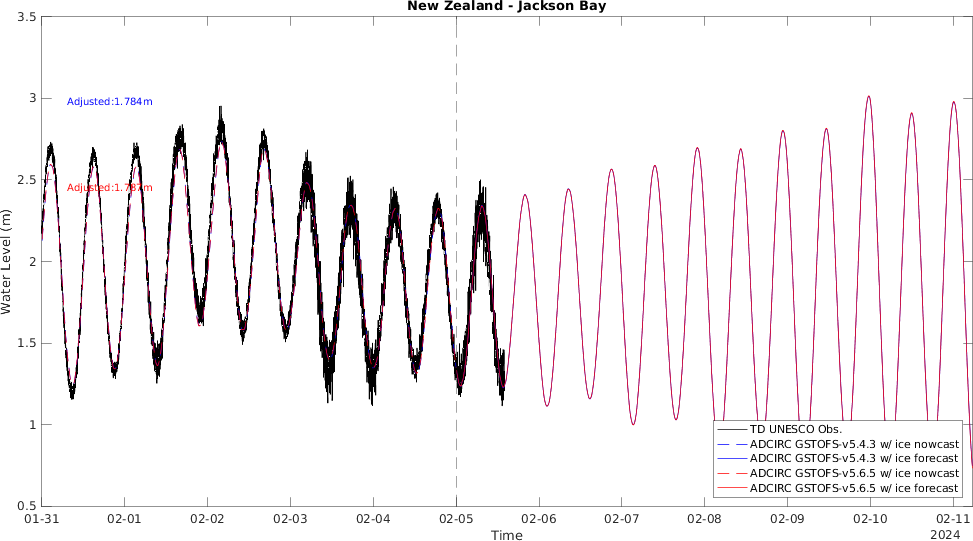 New Zealand - Jackson Bay
3.5
3
2.5
2
1.5
1
0.5
Water Level (m)
Adjusted:1.784m
Adjusted:1.787m
TD UNESCO Obs.
ADCIRC GSTOFS-v5.4.3 w/ ice nowcast
ADCIRC GSTOFS-v5.4.3 w/ ice forecast
ADCIRC GSTOFS-v5.6.5 w/ ice nowcast
ADCIRC GSTOFS-v5.6.5 w/ ice forecast
01-31 02-01 02-02 02-03 02-04 02-05 02-06 02-07 02-08 02-09 02-10 02-11
Time
2024